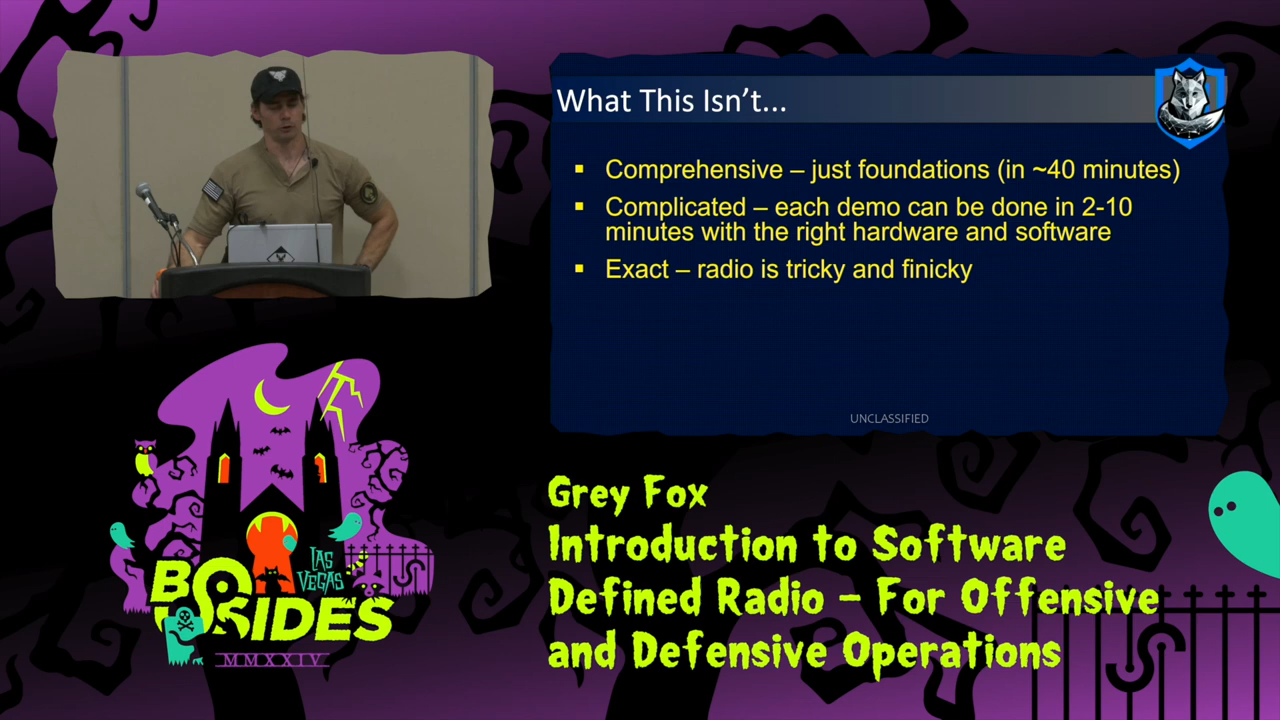 What This Isn't...
▪ Comprehensive – just foundations (in ~40 minutes)
▪ Complicated – each demo can be done in 2-10
minutes with the right hardware and software
▪ Exact – radio is tricky and finicky
UNCLASSIFIED
BSIDES
LAS
VEGAS
MMXXIV
Grey Fox
Introduction to Software
Defined Radio – For Offensive
and Defensive Operations